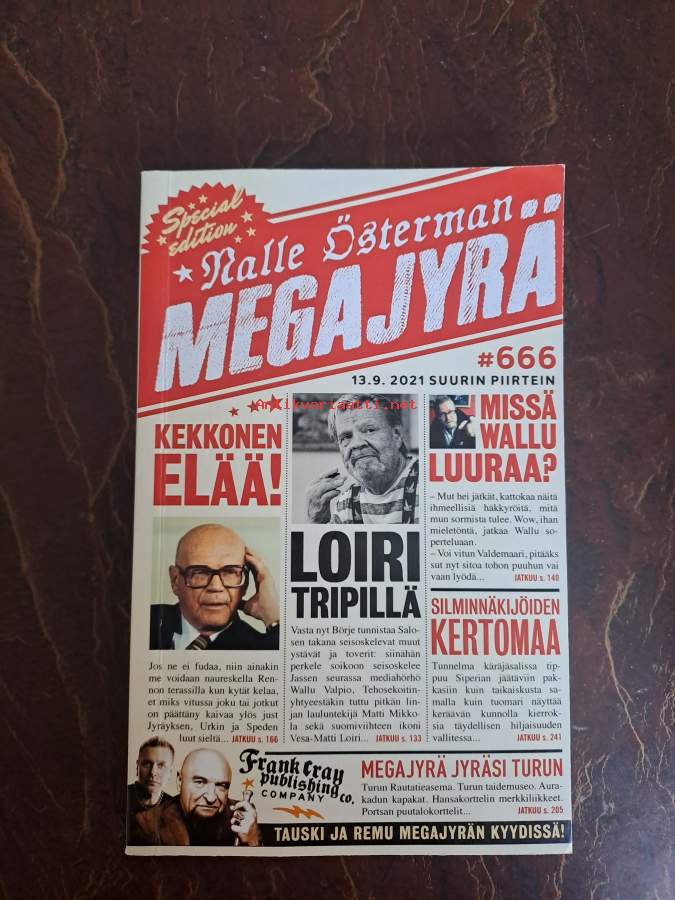 Special
edition
Nalle Österman
MEGAJYRÄ
#666
13.9. 2021 SUURIN PIIRTEIN
Antikvariaatti.net
KEKKONEN
ELÄÄ!
Jos ne ei fudaa, niin ainakin
me voidaan naureskella Ren-
non terassilla kun kytät kelaa,
et miks vitussa joku tai jotkut
on päättäny kaivaa ylös just
Jyräyksen, Urkin ja Speden
luut sieltä... JATKUU s. 166
LOIRI
TRIPILLÄ
Vasta nyt Börje tunnistaa Salo-
sen takana seisoskelevat muut
ystävät ja toverit: siinähän
perkele soikoon seisoskelee
Jassen seurassa mediahörhö
Wallu Valpio, Tehosekoitin-
yhtyeestäkin tuttu pitkän lin-
jan lauluntekijä Matti Mikko-
la sekä suomiviihteen ikoni
Vesa-Matti Loiri... JATKUU s. 133
MISSÄ
WALLU
LUURAA?
– Mut hei jätkät, kattokaa näitä
ihmeellisiä häkkyröitä, mitä
mun sormista tulee. Wow, ihan
mieletöntä, jatkaa Wallu so-
perteluaan.
– Voi vitun Valdemaari, pitääks
sut nyt sitoa tohon puuhun vai
vaan lyödä... JATKUU s. 140
SILMINNÄKIJÖIDEN
KERTOMAA
Tunnelma käräjäsalissa tip-
puu Siperian jäätäviin pak-
kasiin kuin taikaiskusta sa-
malla kuin tuomari näyttää
keräävän kunnolla kierrok-
sia täydellisen hiljaisuuden
vallitessa... JATKUU s. 241
Frank Cray
publishing
COMPANY co.
MEGAJYRÄ JYRÄSI TURUN
Turun Rautatieasema. Turun taidemuseo. Aura-
kadun kapakat. Hansakorttelin merkkiliikkeet.
Portsan puutalokorttelit... JATKUU s. 205
TAUSKI JA REMU MEGAJYRÄN KYYDISSÄ!